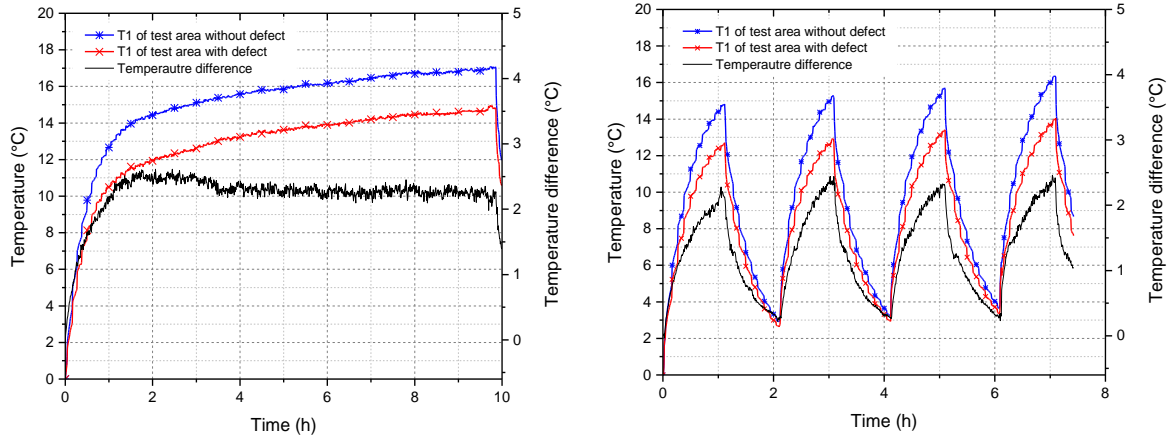 T1 of test area without defect
T1 of test area with defect
Temperautre difference
Temperature (°C)
20
18
16
14
12
10
8
6
4
2
0
5
4
3
2
1
0
Temperature difference (°C)
0 2 4 6 8 10
Time (h)
T1 of test area without defect
T1 of test area with defect
Temperautre difference
Temperature (°C)
20
18
16
14
12
10
8
6
4
2
0
5
4
3
2
1
0
Temperature difference (°C)
0 2 4 6 8
Time (h)